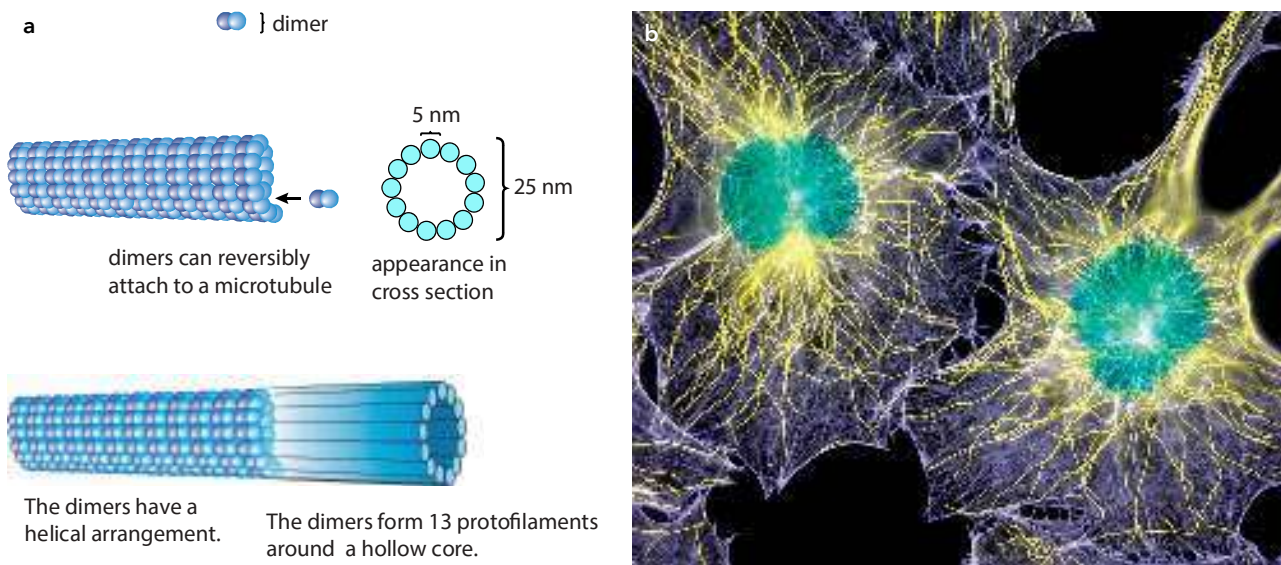 a
} dimer
5 nm
25 nm
dimers can reversibly
attach to a microtubule
appearance in
cross section
The dimers have a
helical arrangement.
The dimers form 13 protofilaments
around a hollow core.
b